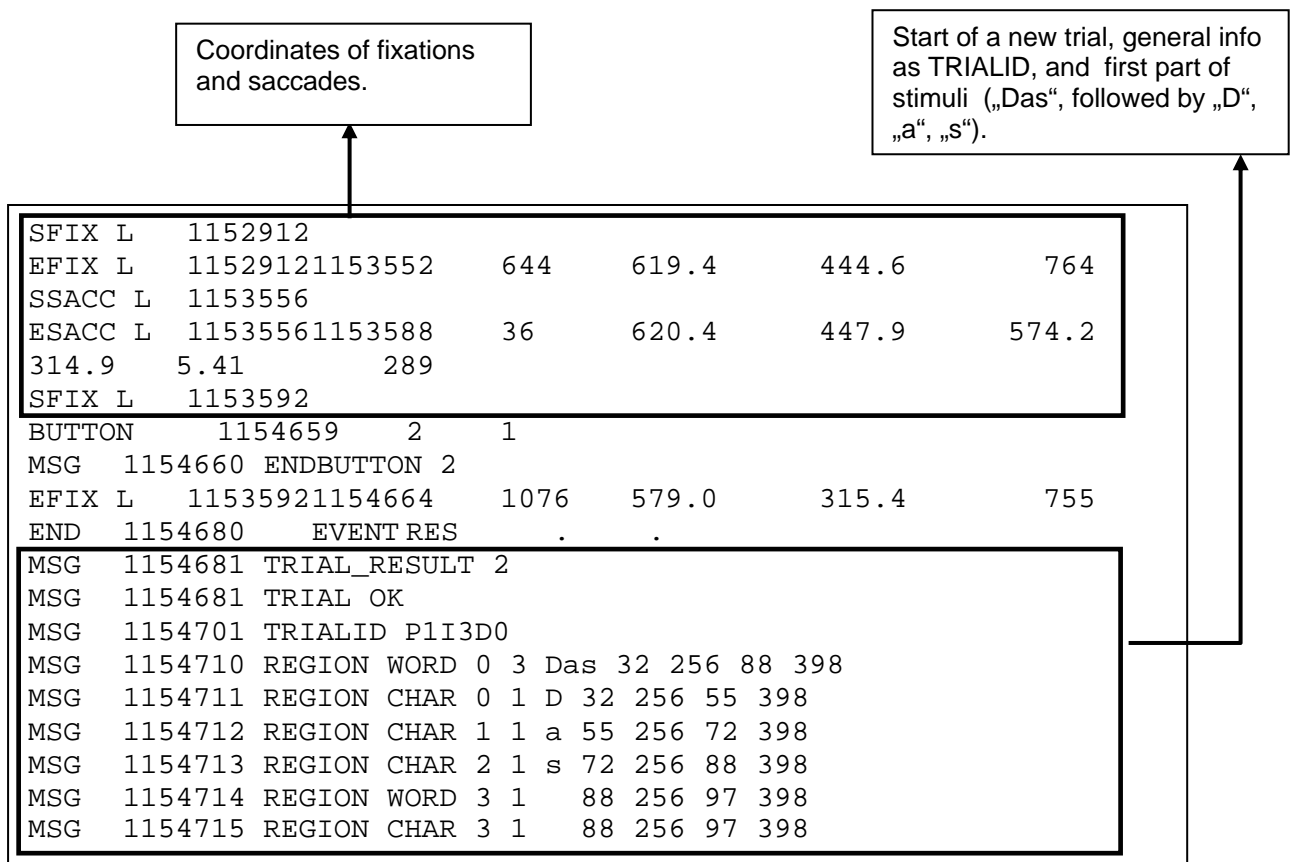 Coordinates of fixations
and saccades.
Start of a new trial, general info
as TRIALID, and  first part of
stimuli  („Das“, followed by „D“,
„a“, „s“).
SFIX L   1152912
EFIX L   11529121153552    644    619.4    444.6    764
SSACC L  1153556
ESACC L  11535561153588    36    620.4    447.9    574.2
314.9   5.41    289
SFIX L   1153592
BUTTON    1154659   2    1
MSG   1154660 ENDBUTTON 2
EFIX L   11535921154664    1076    579.0    315.4    755
END   1154680    EVENT RES    .    .
MSG   1154681 TRIAL_RESULT 2
MSG   1154681 TRIAL OK
MSG   1154701 TRIALID P1I3D0
MSG   1154710 REGION WORD 0 3 Das 32 256 88 398
MSG   1154711 REGION CHAR 0 1 D 32 256 55 398
MSG   1154712 REGION CHAR 1 1 a 55 256 72 398
MSG   1154713 REGION CHAR 2 1 s 72 256 88 398
MSG   1154714 REGION WORD 3 1   88 256 97 398
MSG   1154715 REGION CHAR 3 1   88 256 97 398